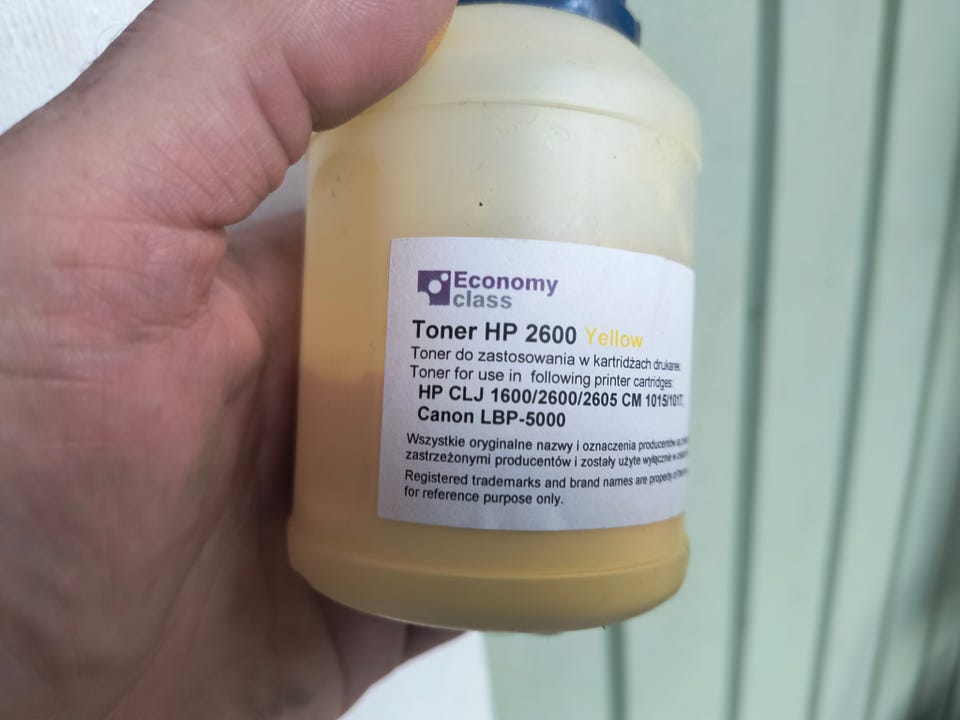 Economy
class
Toner HP 2600 Yellow
Toner do zastosowania w kartridżach drukarek
Toner for use in following printer cartridges:
HP CLJ 1600/2600/2605 CM 1015/1017,
Canon LBP-5000
Wszystkie oryginalne nazwy i oznaczenia producentów są
zastrzeżonymi producentów i zostały użyte wyłącznie w
Registered trademarks and brand names are property of
for reference purpose only.